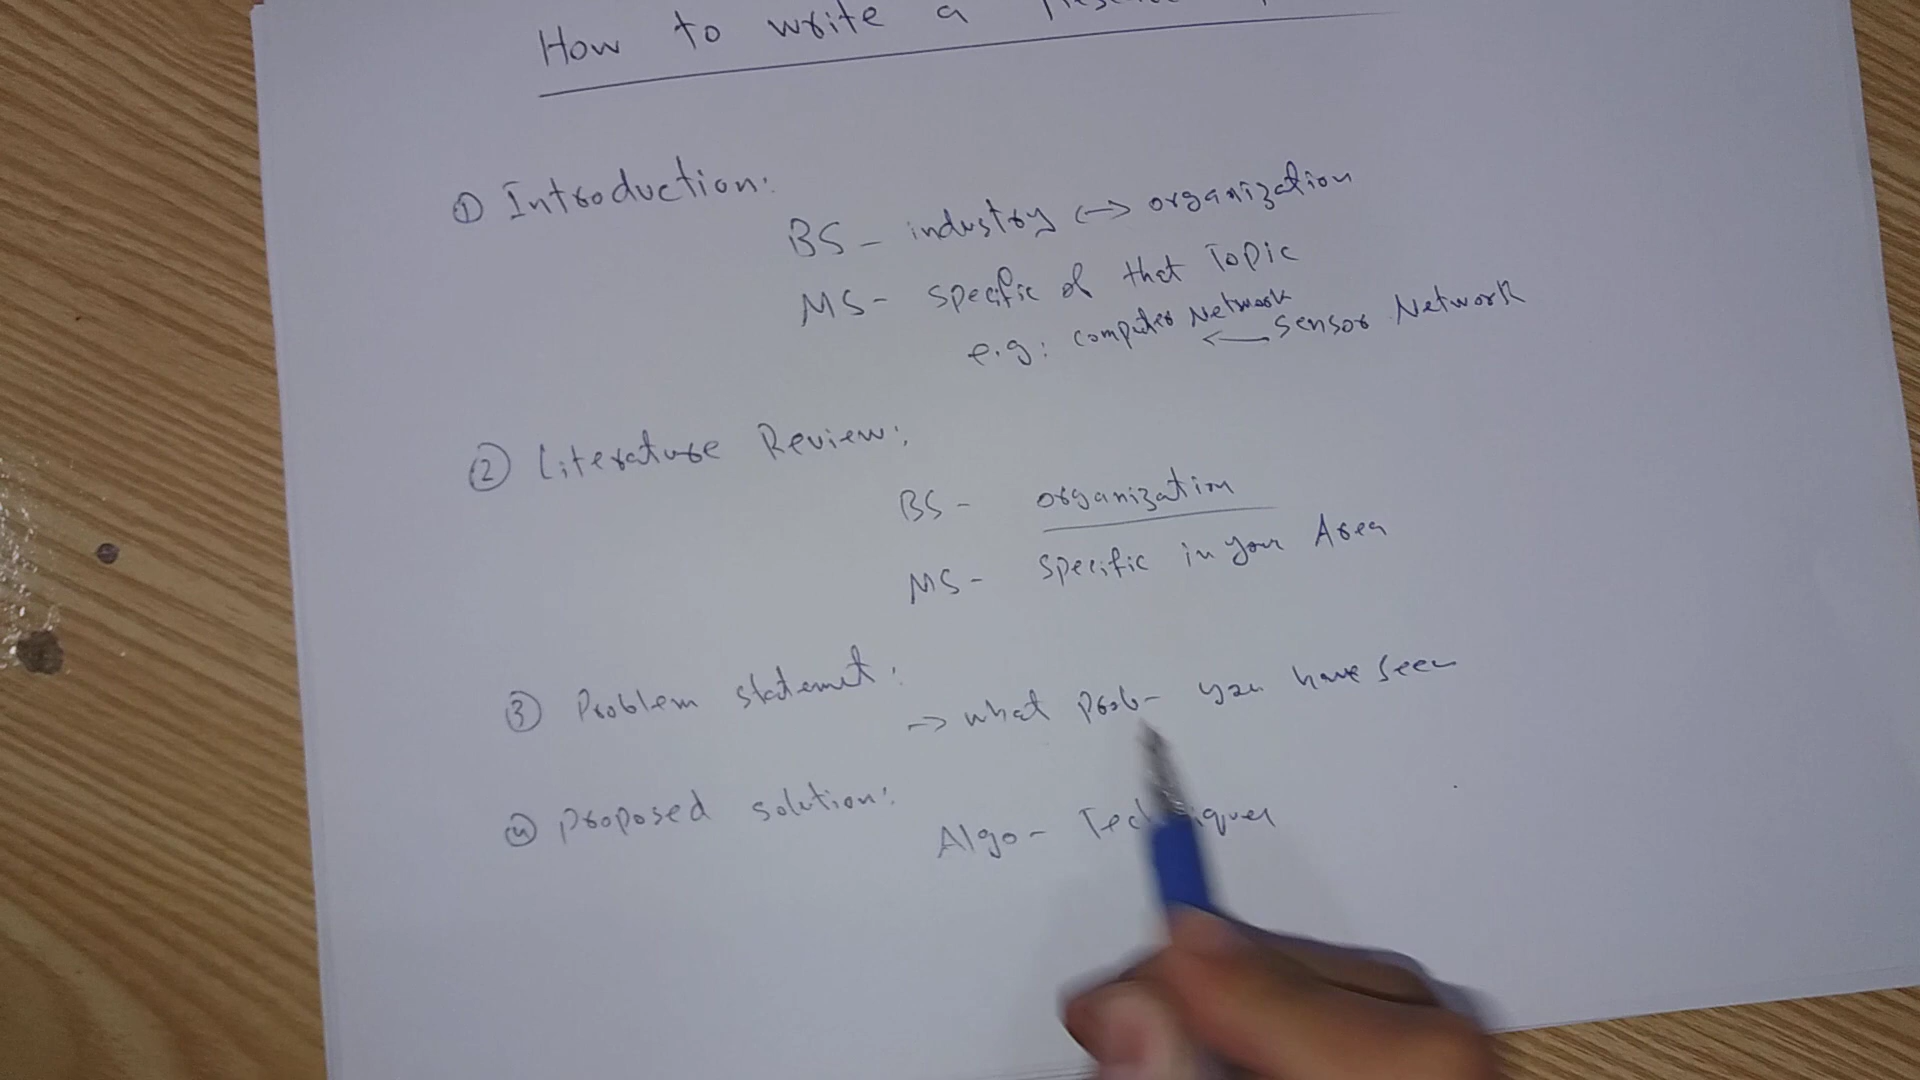 How to write a
① Introduction:
BS - industry <-> organization
MS - specific of that Topic
e.g: computer Network <- Sensor Network
② Literature Review:
BS - organization
MS - Specific in your Area
③ Problem statemet:
-> what Prob- you have seen
④ proposed solution:
Algo - Techniques